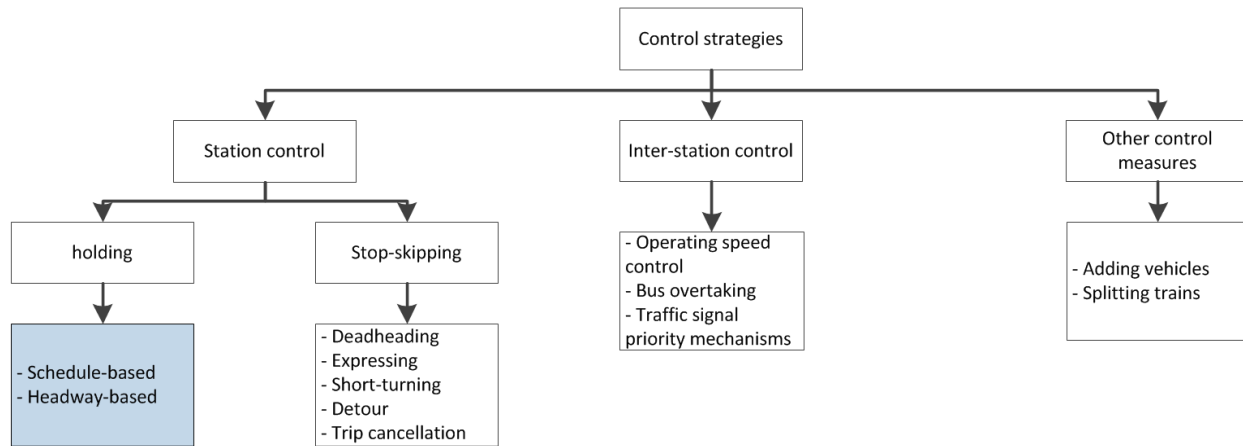 Control strategies
Station control
Inter-station control
Other control
measures
holding
Stop-skipping
- Operating speed
control
- Bus overtaking
- Traffic signal
priority mechanisms
- Adding vehicles
- Splitting trains
- Schedule-based
- Headway-based
- Deadheading
- Expressing
- Short-turning
- Detour
- Trip cancellation